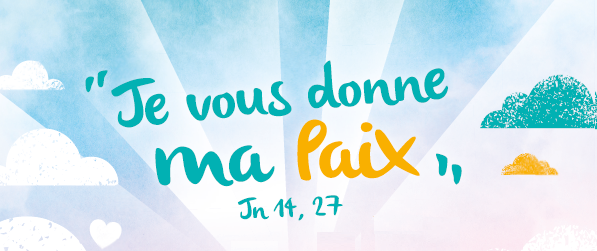 "Je vous donne
ma Paix"
Jn 14, 27